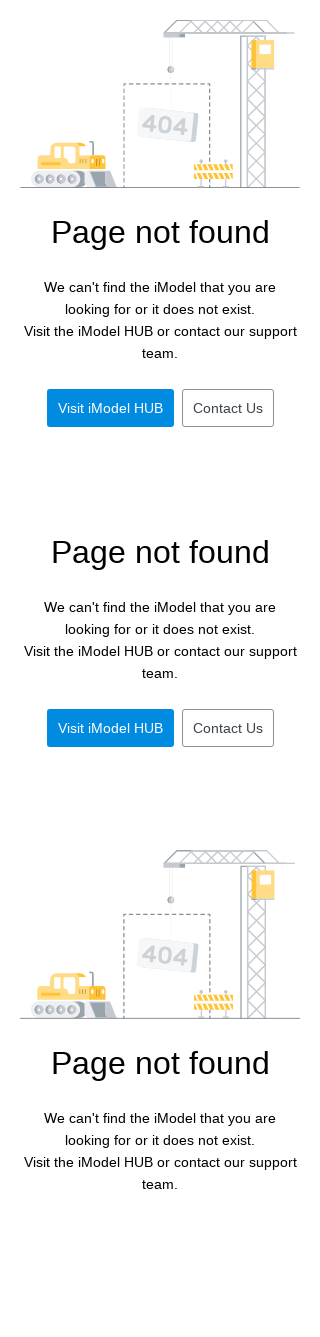 404
Page not found
We can't find the iModel that you are
looking for or it does not exist.
Visit the iModel HUB or contact our support
team.
Visit iModel HUB
Contact Us
Page not found
We can't find the iModel that you are
looking for or it does not exist.
Visit the iModel HUB or contact our support
team.
Visit iModel HUB
Contact Us
404
Page not found
We can't find the iModel that you are
looking for or it does not exist.
Visit the iModel HUB or contact our support
team.